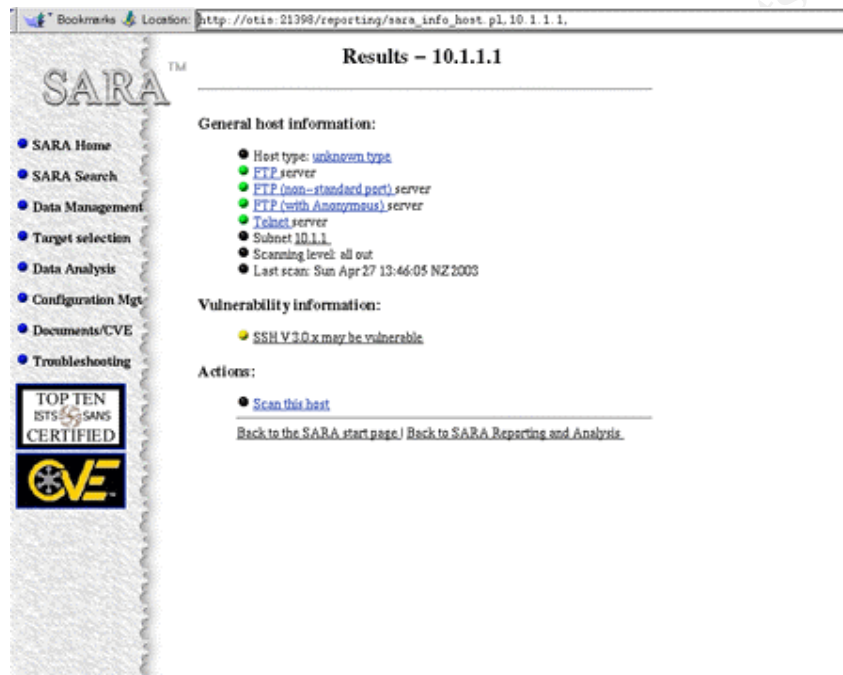 Bookmarks Location: http://otis:21398/reporting/sara_info_host.pl,10.1.1.1,
SARA TM
SARA Home
SARA Search
Data Management
Target selection
Data Analysis
Configuration Mgt
Documents/CVE
Troubleshooting
TOP TEN
ISTS SANS
CERTIFIED
CVE
Results – 10.1.1.1
General host information:
Host type: unknown type
FTP server
FTP (non-standard port) server
FTP (with Anonymous) server
Telnet server
Subnet 10.1.1
Scanning level: all out
Last scan: Sun Apr 27 13:46:05 NZ 2003
Vulnerability information:
SSH V 3.0.x may be vulnerable
Actions:
Scan this host
Back to the SARA start page | Back to SARA Reporting and Analysis